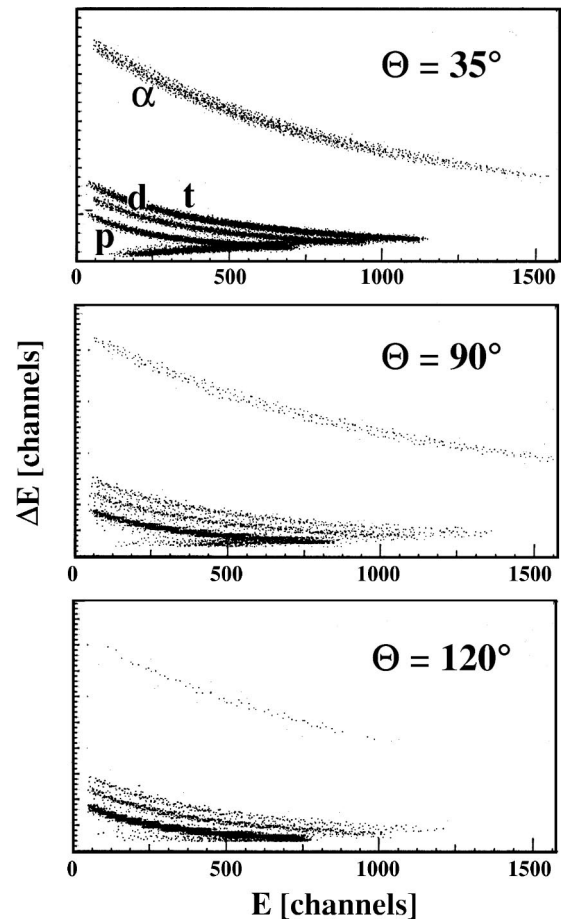 Θ = 35°
α
d t
p
0 500 1000 1500
Θ = 90°
ΔE [channels]
0 500 1000 1500
Θ = 120°
0 500 1000 1500
E [channels]